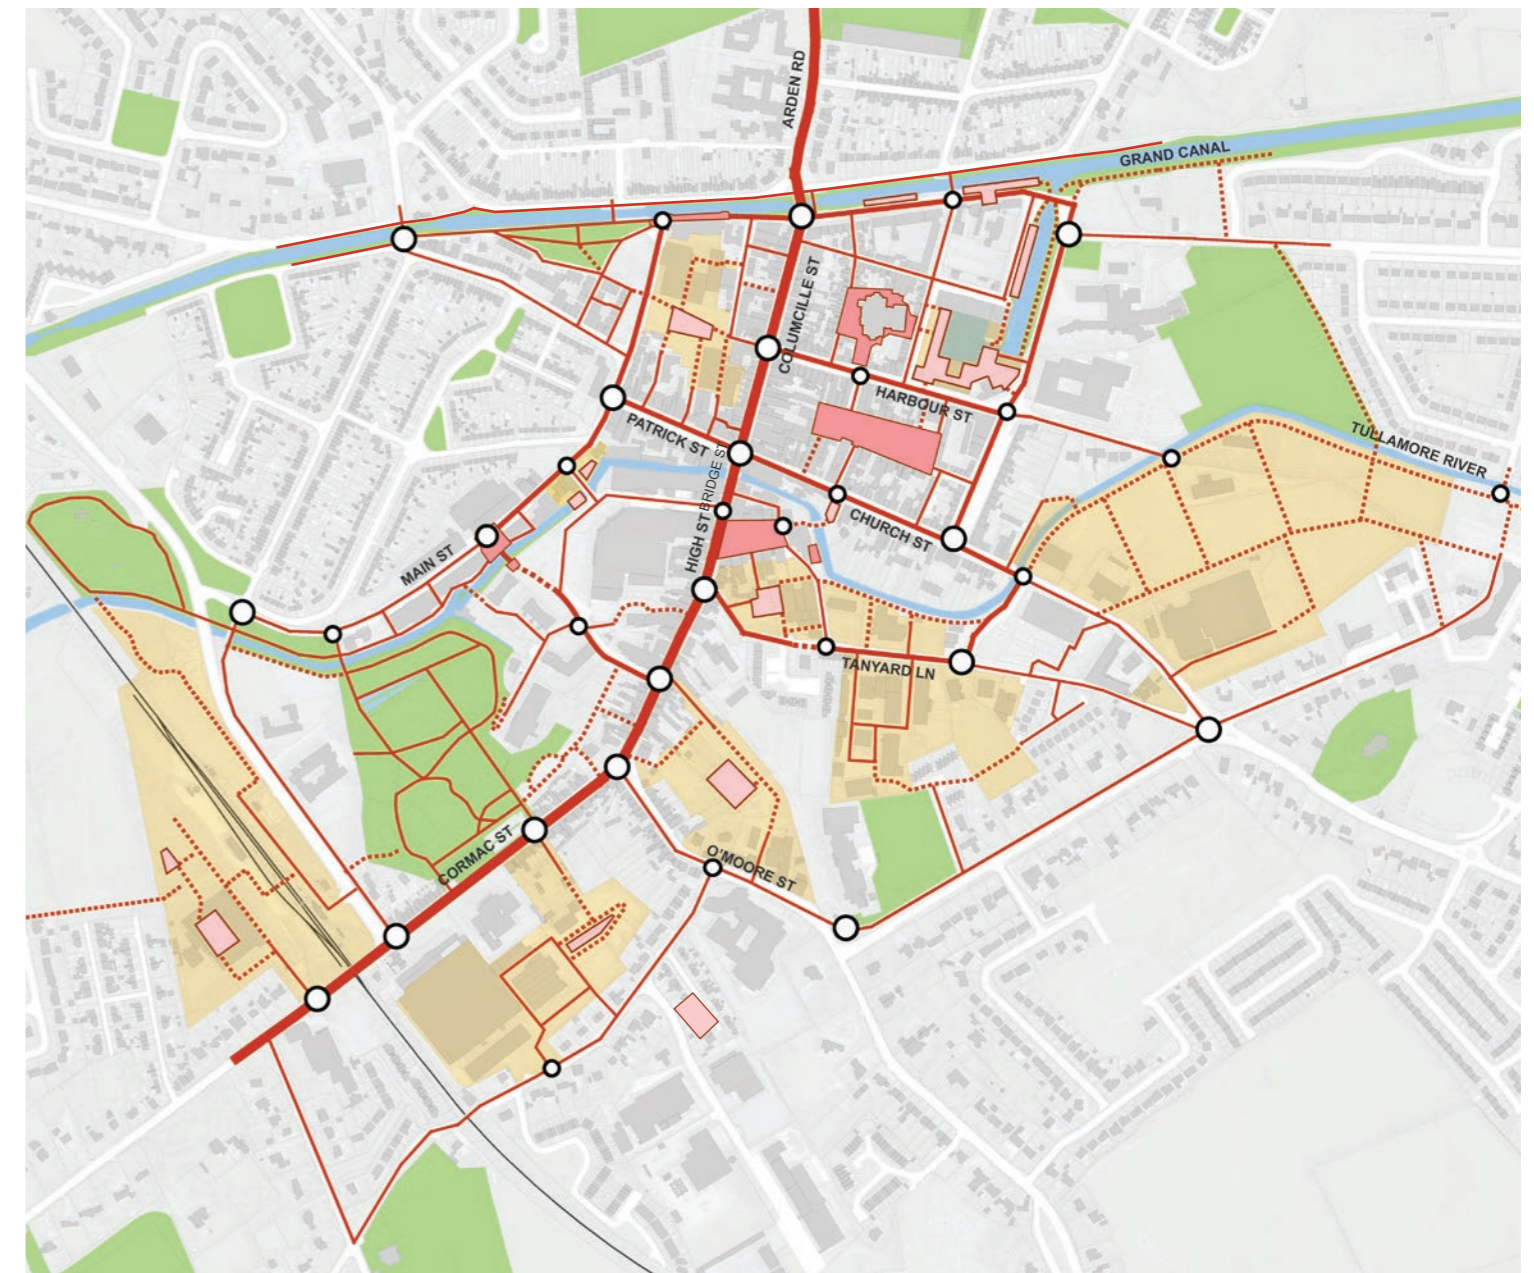 ARDEN RD
GRAND CANAL
COLUMCILLE ST
HARBOUR ST
PATRICK ST
BRIDGE ST
TULLAMORE RIVER
CHURCH ST
HIGH ST
MAIN ST
TANYARD LN
CORMAC ST
O'MOORE ST